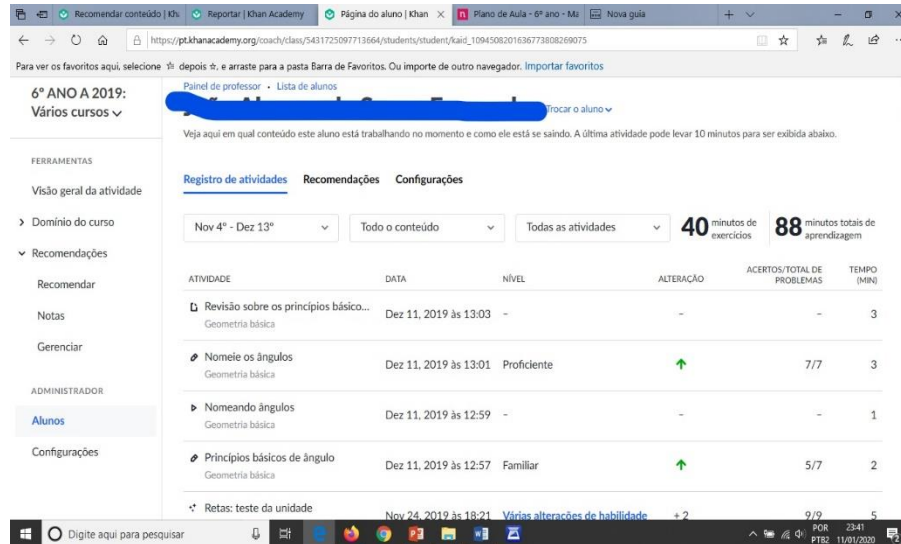 Recomendar conteúdo | Kh
Reportar | Khan Academy
Página do aluno | Khan
Plano de Aula - 6º ano - Ma
Nova guia
https://pt.khanacademy.org/coach/class/5431725097713664/students/student/kaid_1094508201636773808269075
Para ver os favoritos aqui, selecione depois, e arraste para a pasta Barra de Favoritos. Ou importe de outro navegador. Importar favoritos
6º ANO A 2019:
Vários cursos
FERRAMENTAS
Visão geral da atividade
Domínio do curso
Recomendações
Recomendar
Notas
Gerenciar
ADMINISTRADOR
Alunos
Configurações
Painel de professor • Lista de alunos
Trocar o aluno
Veja aqui em qual conteúdo este aluno está trabalhando no momento e como ele está se saindo. A última atividade pode levar 10 minutos para ser exibida abaixo.
Registro de atividades Recomendações Configurações
Nov 4º - Dez 13º Todo o conteúdo Todas as atividades 40 minutos de exercícios 88 minutos totais de aprendizagem
ATIVIDADE DATA NÍVEL ALTERAÇÃO ACERTOS/TOTAL DE PROBLEMAS TEMPO (MIN)
Revisão sobre os princípios básico... Dez 11, 2019 às 13:03 - - - 3
Geometria básica
Nomeie os ângulos Dez 11, 2019 às 13:01 Proficiente 7/7 3
Geometria básica
Nomeando ângulos Dez 11, 2019 às 12:59 - - - 1
Geometria básica
Princípios básicos de ângulo Dez 11, 2019 às 12:57 Familiar 5/7 2
Geometria básica
Retas: teste da unidade Nov 24, 2019 às 18:21 Várias alterações de habilidade +2 9/9 5
Digite aqui para pesquisar
POR
PTB2
23:41
11/01/2020